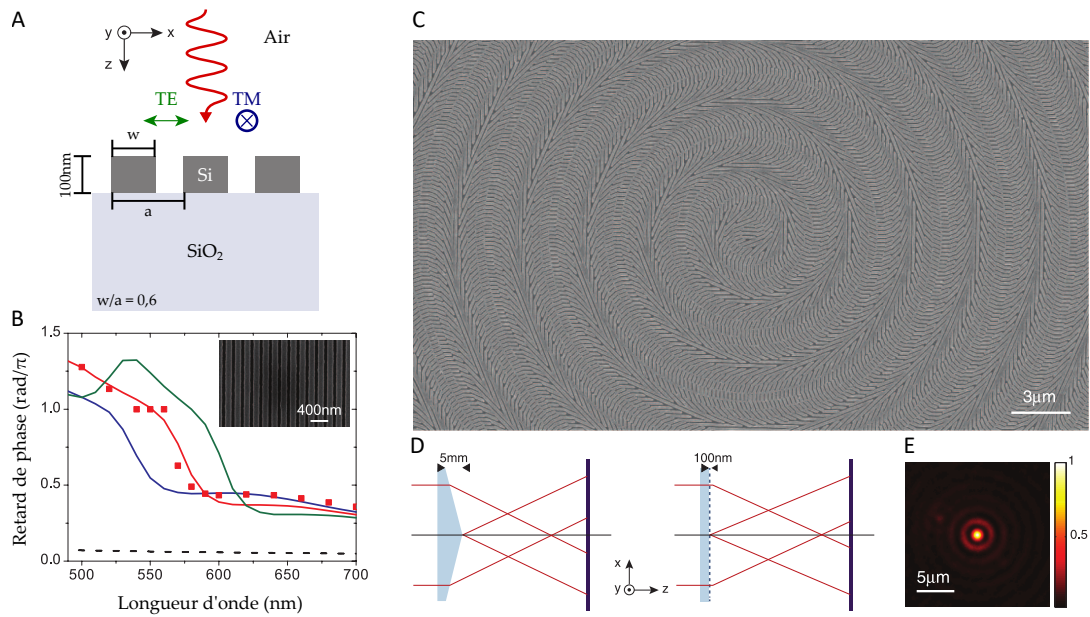 A
y
x
z
Air
TE
TM
w
100nm
Si
a
SiO₂
w/a = 0,6
B
Retard de phase (rad/π)
1.5
1.0
0.5
0.0
500
550
600
650
700
Longueur d'onde (nm)
400nm
C
3μm
D
5mm
100nm
x
y
z
E
5μm
1
0.5